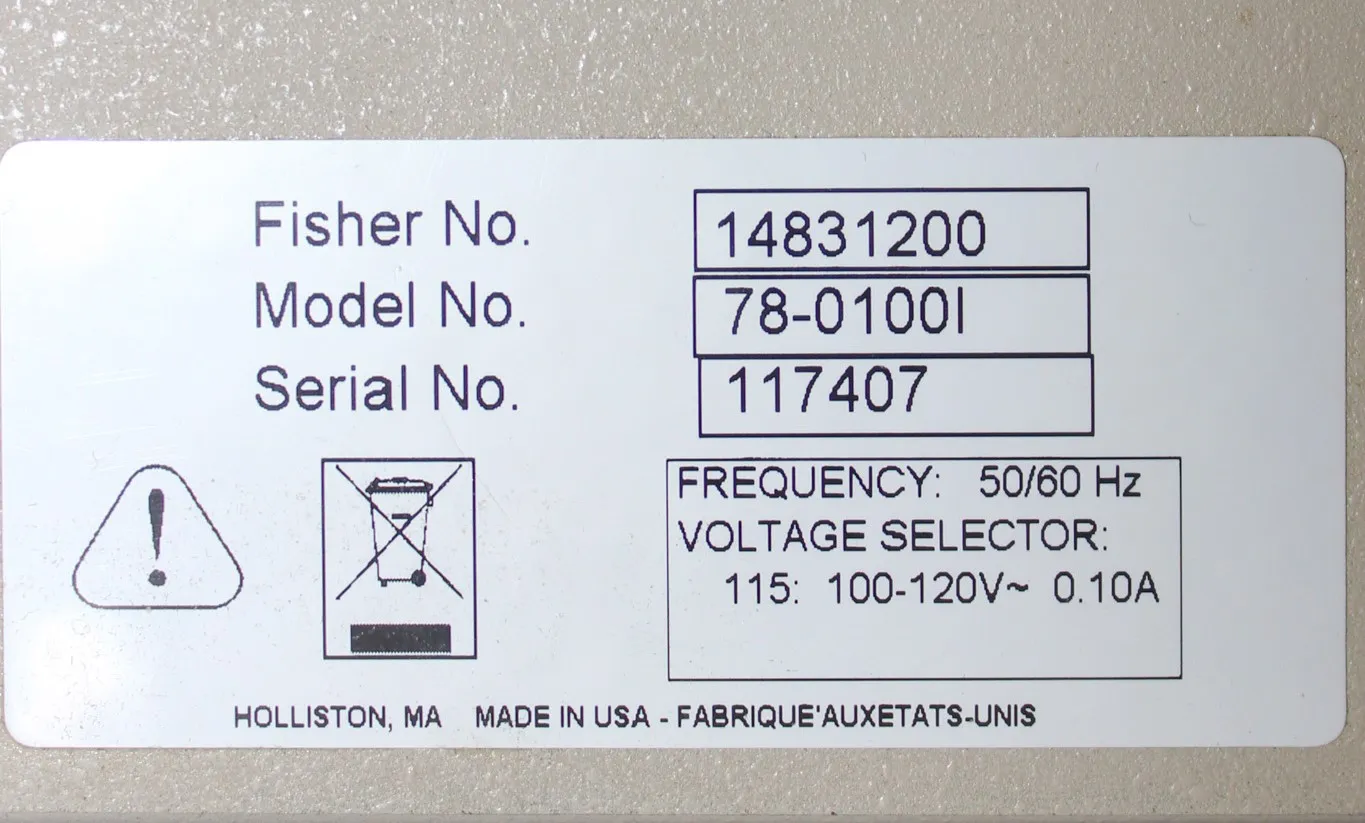 Fisher No. 14831200
Model No. 78-0100I
Serial No. 117407
FREQUENCY: 50/60 Hz
VOLTAGE SELECTOR:
115: 100-120V~ 0.10A
HOLLISTON, MA MADE IN USA - FABRIQUE'AUXETATS-UNIS